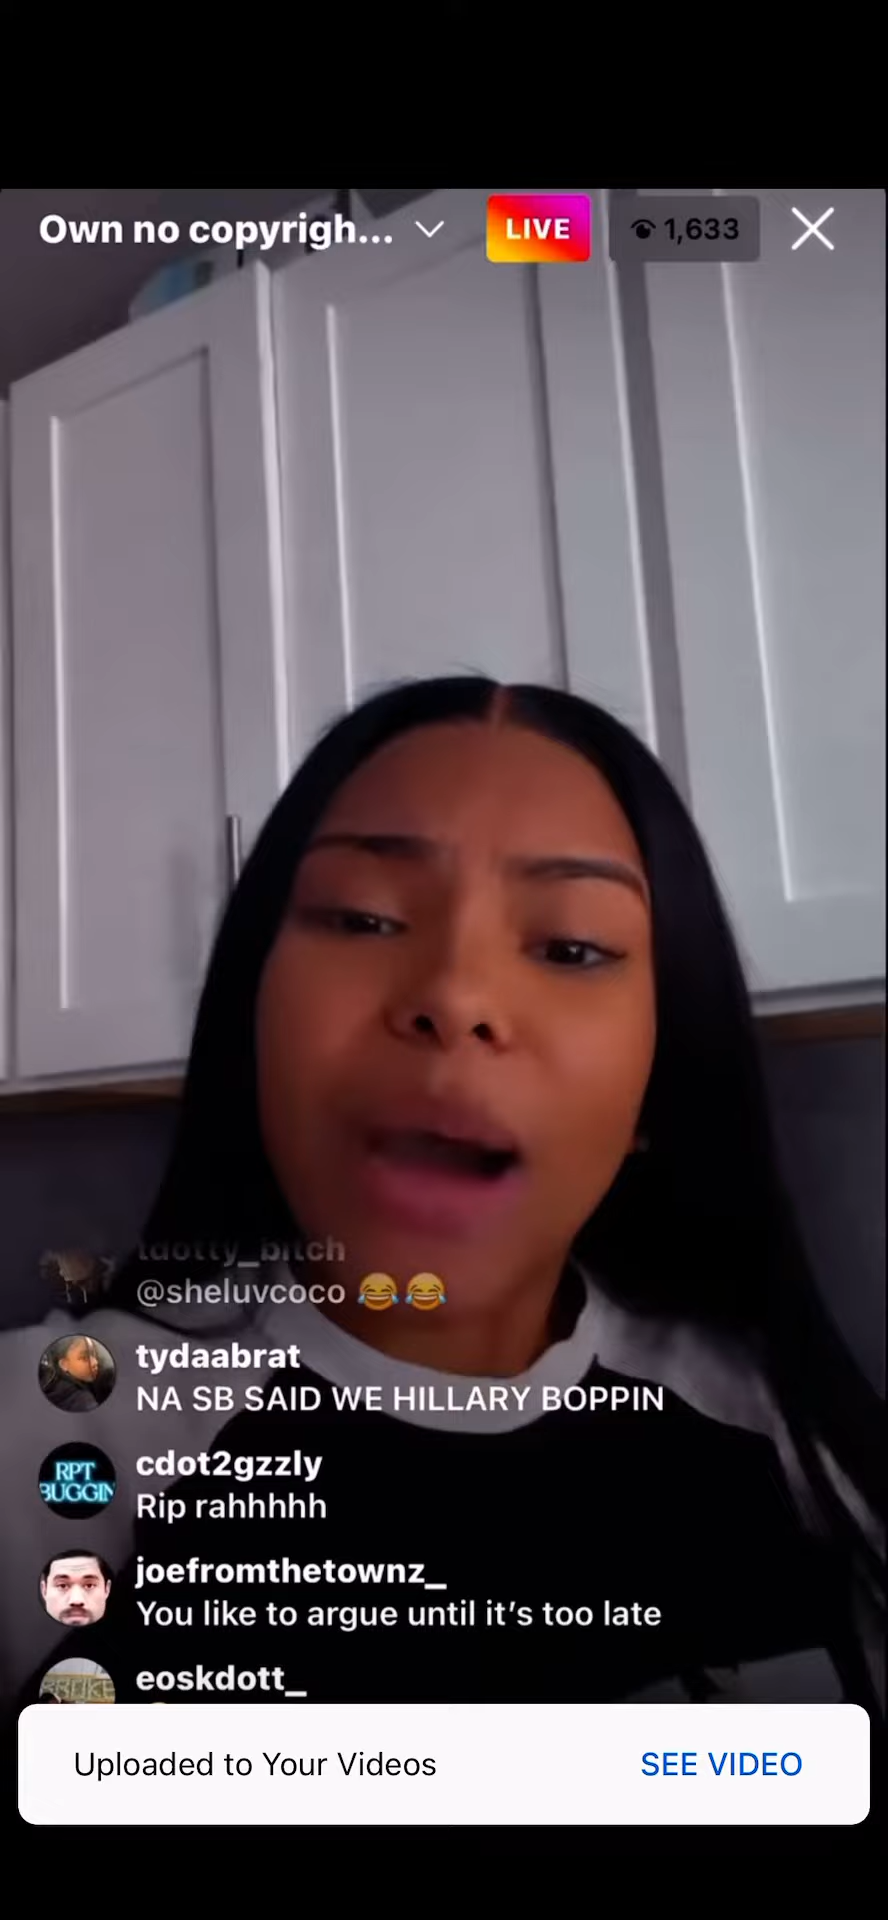 Own no copyrigh...
LIVE
1,633
tdotty_bitch
@sheluvcoco 😂😂
tydaabrat
NA SB SAID WE HILLARY BOPPIN
RPT
BUGGIN
cdot2gzzly
Rip rahhhhh
joefromthetownz_
You like to argue until it's too late
eoskdott_
Uploaded to Your Videos
SEE VIDEO